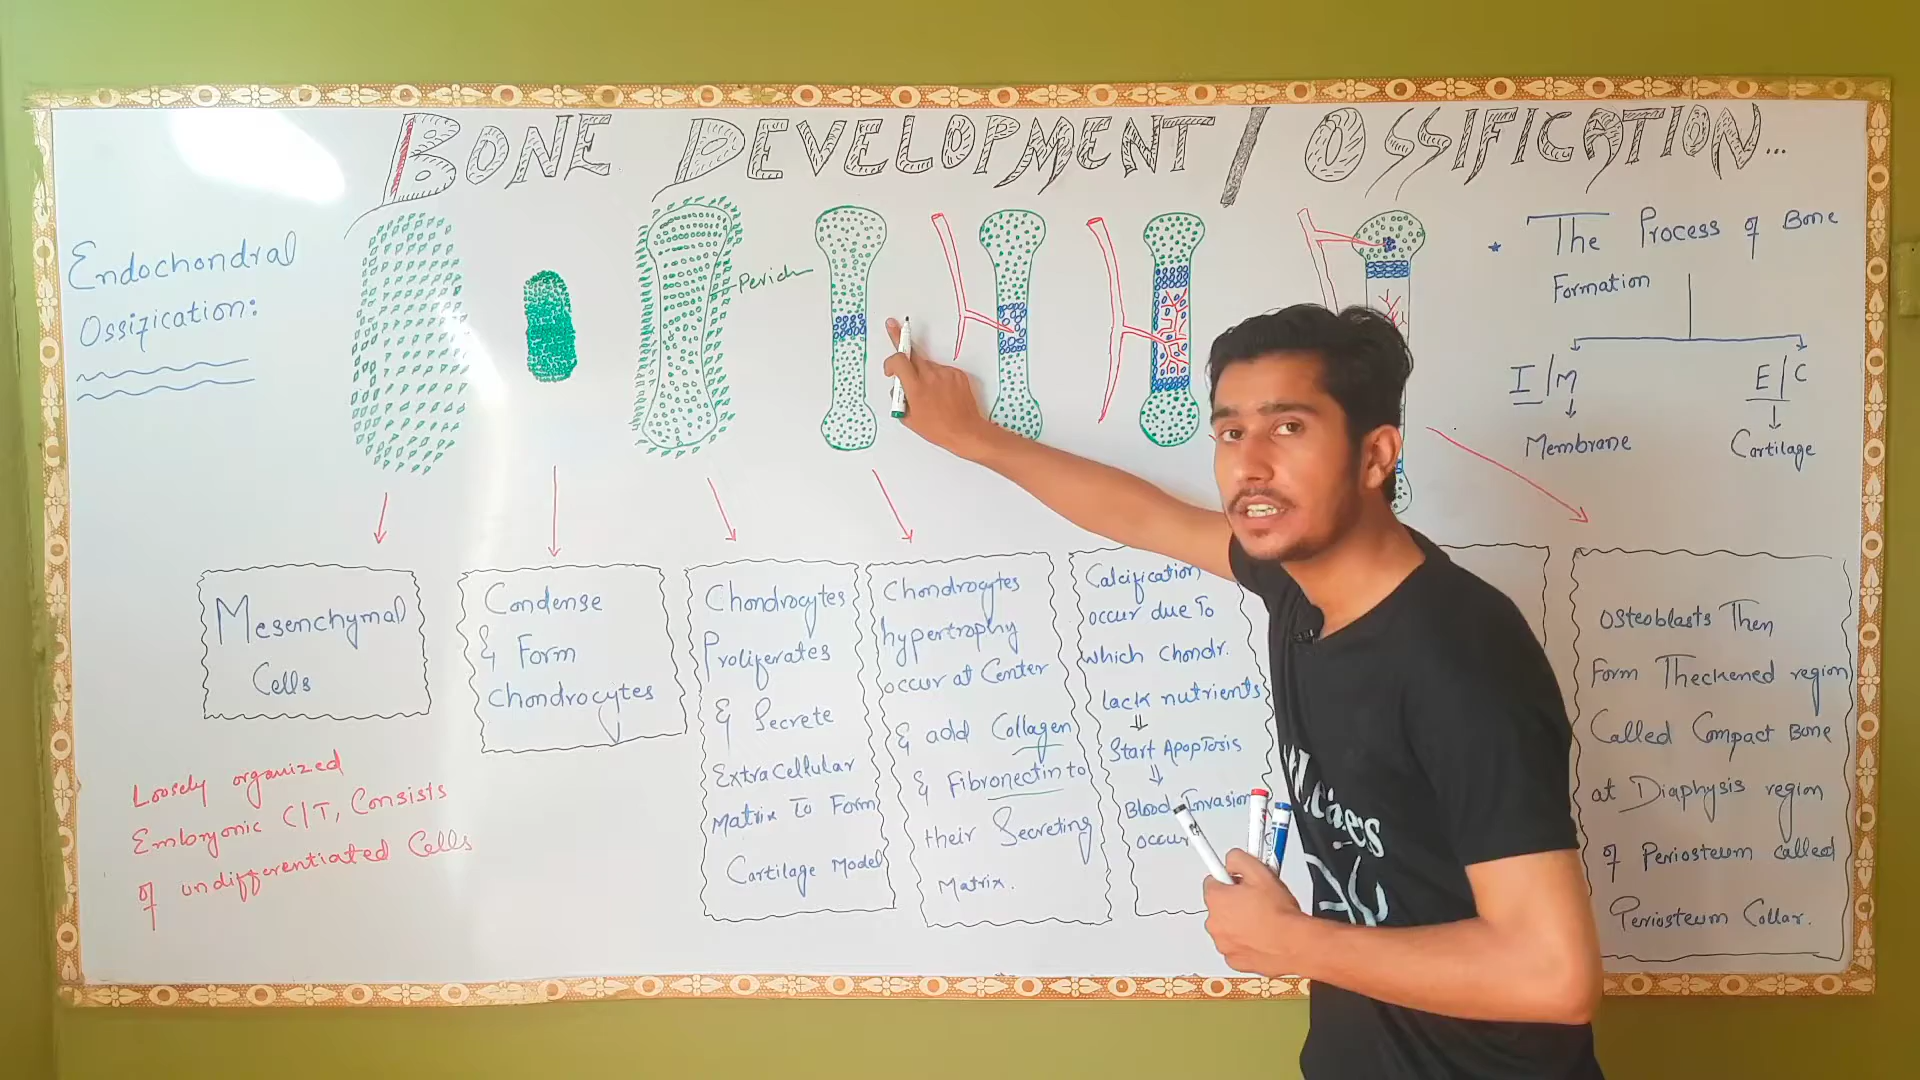 BONE DEVELOPMENT / OSSIFICATION...
Endochondral
Ossification:
Perich
* The Process of Bone
Formation
I/M
E/C
Membrane
Cartilage
Mesenchymal
Cells
Loosely organized
Embryonic C/T, Consists
of undifferentiated Cells
Condense
& Form
Chondrocytes
Chondrocytes
Proliferates
& Secrete
Extracellular
Matrix To Form
Cartilage Model
Chondrocytes
hypertrophy
occur at Center
& add Collagen
& Fibronectin to
their Secreting
Matrix.
Calcification
occur due To
which chondr.
lack nutrients
Start Apoptosis
Blood Invasion
occur
Osteoblasts Then
Form Theckened region
Called Compact Bone
at Diaphysis region
of Periosteum called
Periosteum Collar.